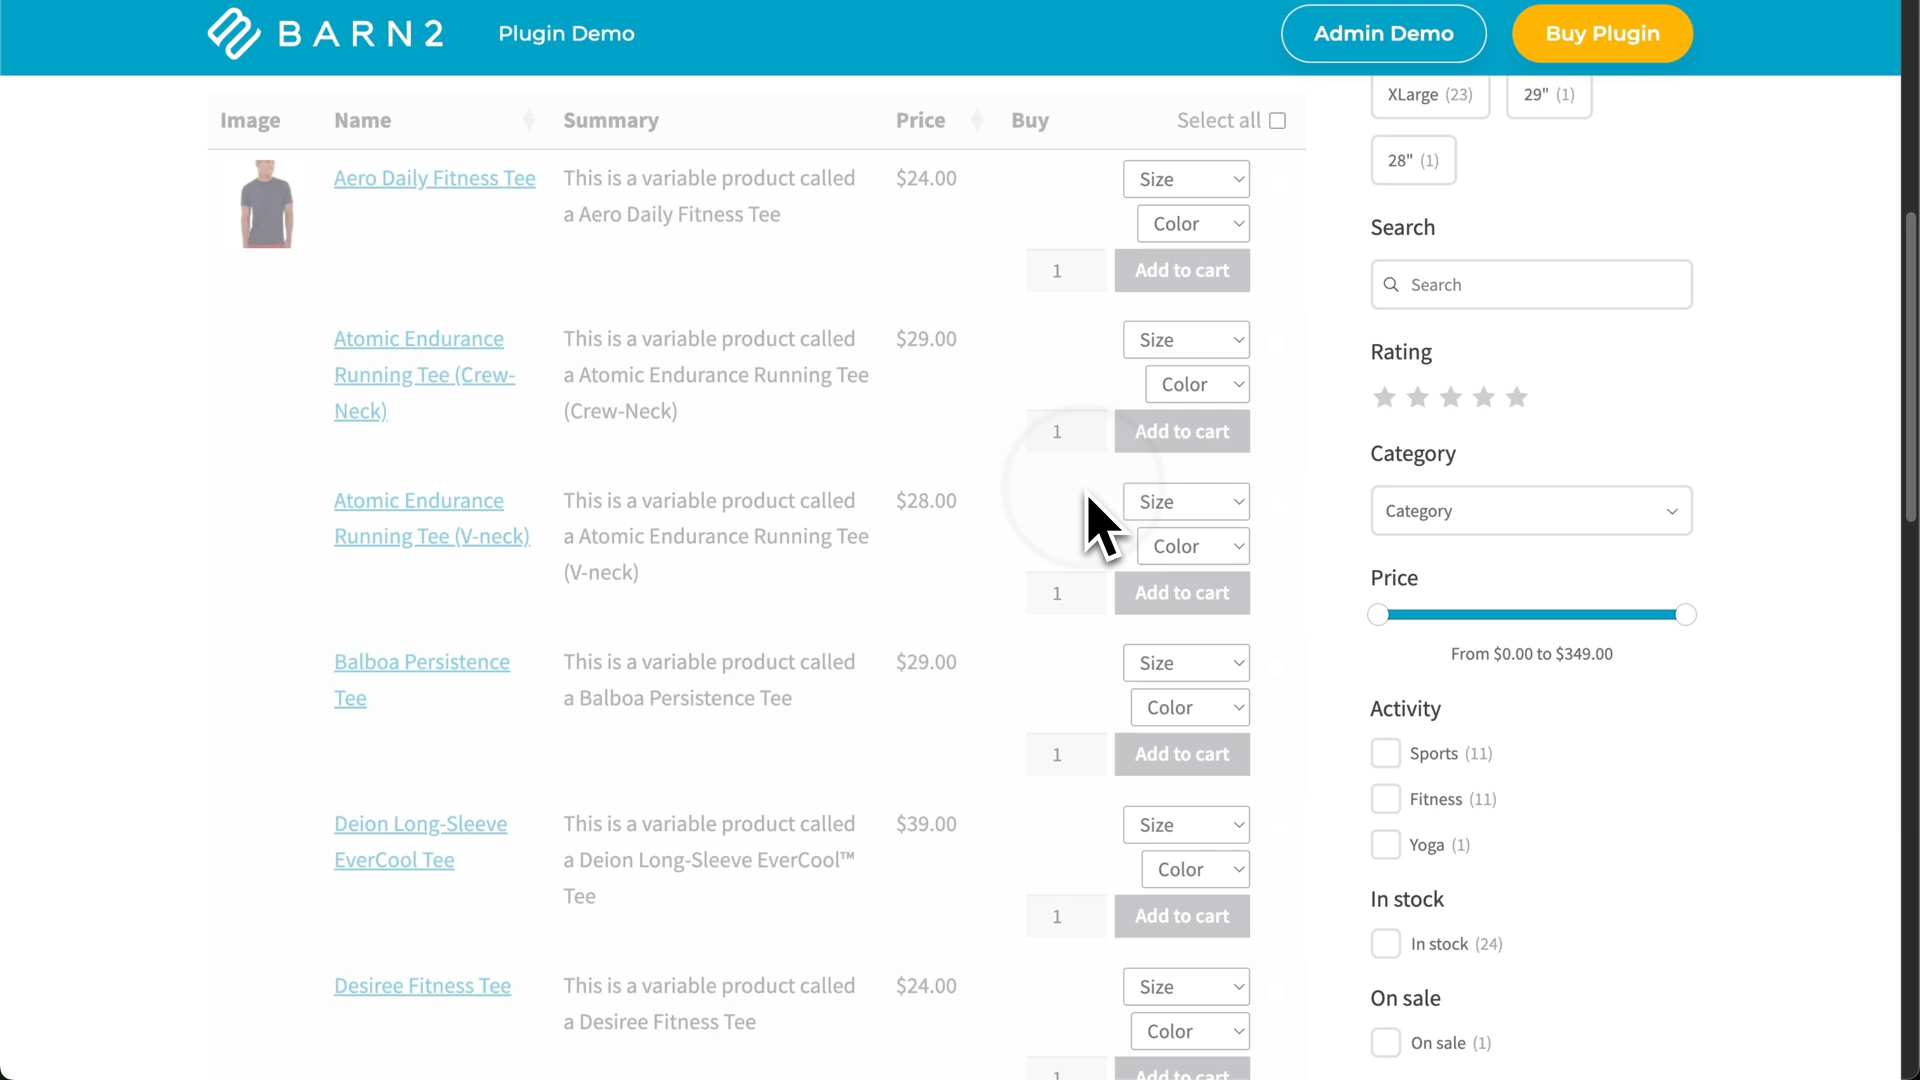 BARN2
Plugin Demo
Admin Demo
Buy Plugin
Image
Name
Summary
Price
Buy
Select all
Aero Daily Fitness Tee
This is a variable product called
a Aero Daily Fitness Tee
$24.00
Size
Color
1
Add to cart
Atomic Endurance
Running Tee (Crew-
Neck)
This is a variable product called
a Atomic Endurance Running Tee
(Crew-Neck)
$29.00
Size
Color
1
Add to cart
Atomic Endurance
Running Tee (V-neck)
This is a variable product called
a Atomic Endurance Running Tee
(V-neck)
$28.00
Size
Color
1
Add to cart
Balboa Persistence
Tee
This is a variable product called
a Balboa Persistence Tee
$29.00
Size
Color
1
Add to cart
Deion Long-Sleeve
EverCool Tee
This is a variable product called
a Deion Long-Sleeve EverCool™
Tee
$39.00
Size
Color
1
Add to cart
Desiree Fitness Tee
This is a variable product called
a Desiree Fitness Tee
$24.00
Size
Color
1
Add to cart
XLarge (23)
29" (1)
28" (1)
Search
Search
Rating
Category
Category
Price
From $0.00 to $349.00
Activity
Sports (11)
Fitness (11)
Yoga (1)
In stock
In stock (24)
On sale
On sale (1)